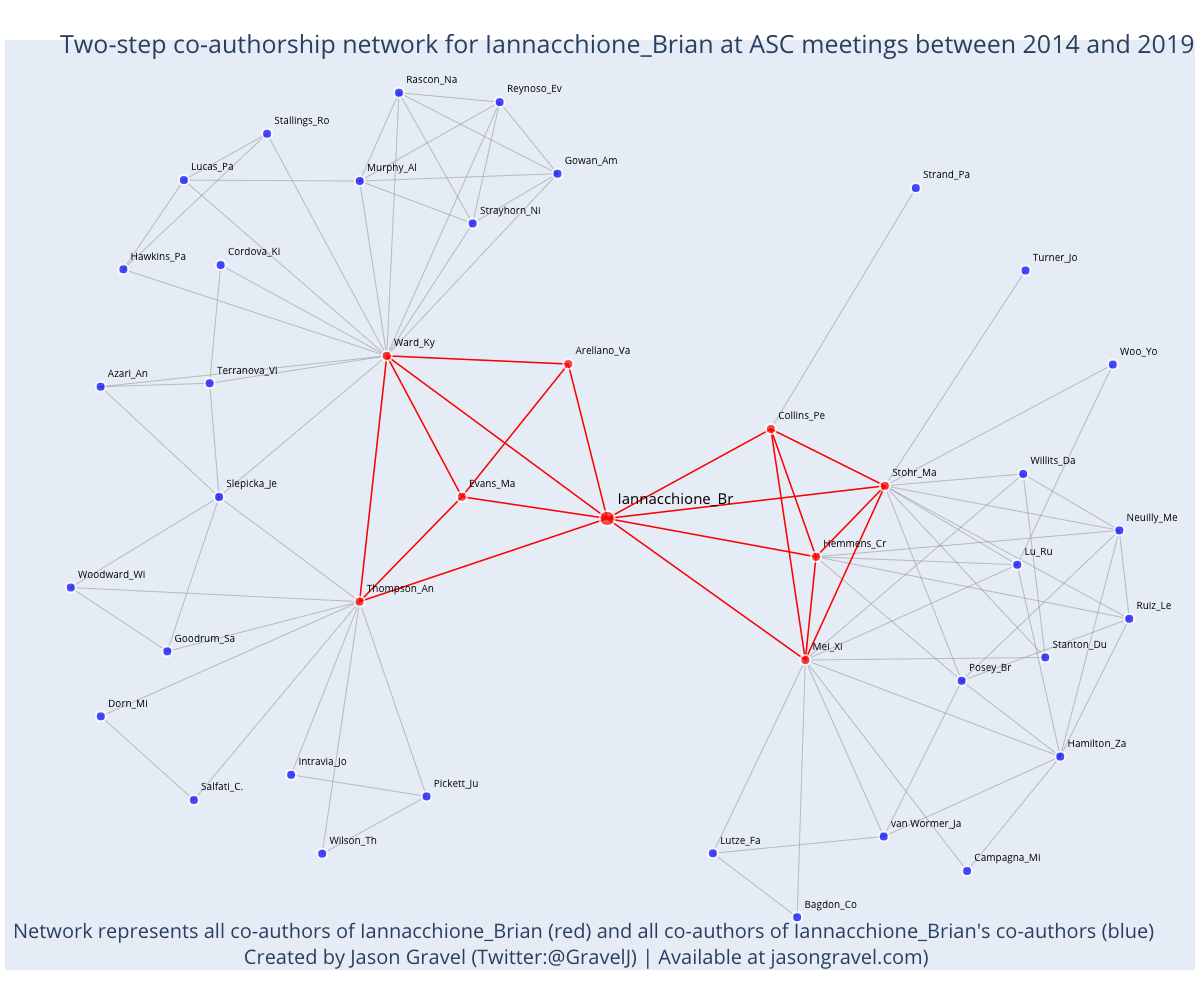 Two-step co-authorship network for Iannacchione_Brian at ASC meetings between 2014 and 2019
Rascon_Na
Reynoso_Ev
Stallings_Ro
Lucas_Pa
Murphy_Al
Gowan_Am
Strand_Pa
Strayhorn_Ni
Hawkins_Pa
Cordova_Ki
Turner_Jo
Ward_Ky
Arellano_Va
Woo_Yo
Azari_An
Terranova_Vi
Collins_Pe
Slepicka_Je
Evans_Ma
Iannacchione_Br
Stohr_Ma
Willits_Da
Neuilly_Me
Hemmens_Cr
Lu_Ru
Woodward_Wi
Thompson_An
Ruiz_Le
Goodrum_Sa
Mei_Xi
Stanton_Du
Posey_Br
Dorn_Mi
Hamilton_Za
Intravia_Jo
Salfati_C.
Pickett_Ju
Wilson_Th
Lutze_Fa
van Wormer_Ja
Campagna_Mi
Bagdon_Co
Network represents all co-authors of Iannacchione_Brian (red) and all co-authors of Iannacchione_Brian's co-authors (blue)
Created by Jason Gravel (Twitter:@GravelJ) | Available at jasongravel.com)